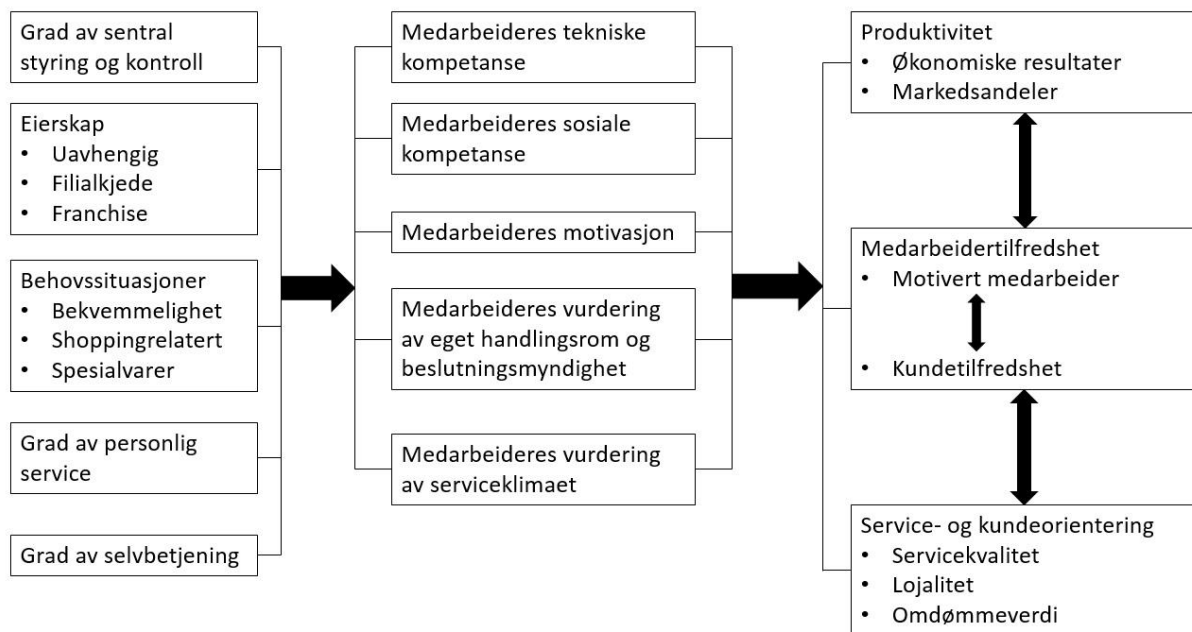 Grad av sentral
styring og kontroll
Eierskap
• Uavhengig
• Filialkjede
• Franchise
Behovssituasjoner
• Bekvemmelighet
• Shoppingrelatert
• Spesialvarer
Grad av personlig
service
Grad av selvbetjening
Medarbeideres tekniske
kompetanse
Medarbeideres sosiale
kompetanse
Medarbeideres motivasjon
Medarbeideres vurdering
av eget handlingsrom og
beslutningsmyndighet
Medarbeideres vurdering
av serviceklimaet
Produktivitet
• Økonomiske resultater
• Markedsandeler
Medarbeidertilfredshet
• Motivert medarbeider
• Kundetilfredshet
Service- og kundeorientering
• Servicekvalitet
• Lojalitet
• Omdømmeverdi